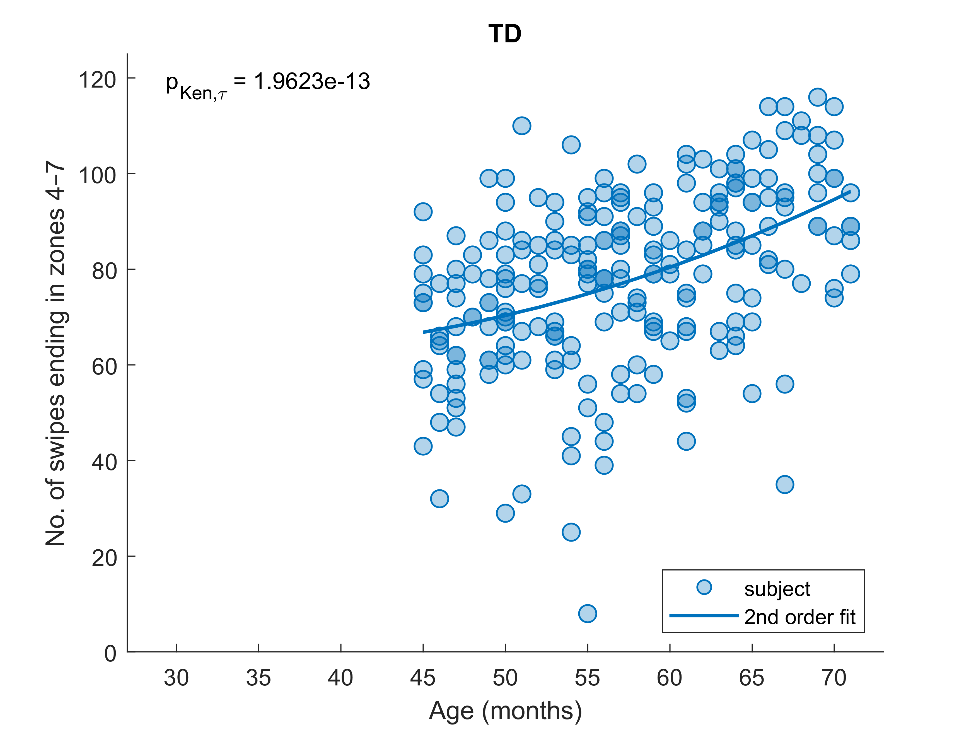 TD
p_Ken,τ = 1.9623e-13
120
100
80
60
40
20
0
No. of swipes ending in zones 4–7
30 35 40 45 50 55 60 65 70
Age (months)
subject
2nd order fit